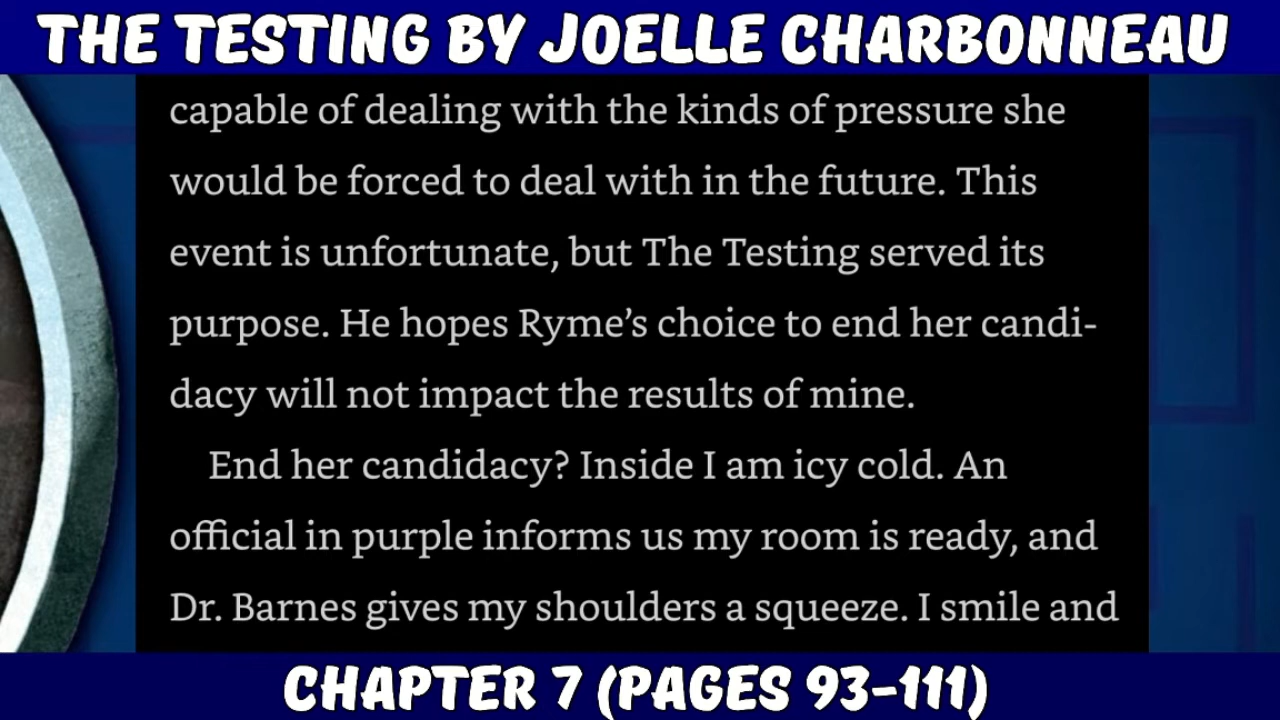 THE TESTING BY JOELLE CHARBONNEAU
capable of dealing with the kinds of pressure she
would be forced to deal with in the future. This
event is unfortunate, but The Testing served its
purpose. He hopes Ryme’s choice to end her candi-
dacy will not impact the results of mine.
End her candidacy? Inside I am icy cold. An
official in purple informs us my room is ready, and
Dr. Barnes gives my shoulders a squeeze. I smile and
CHAPTER 7 (PAGES 93-111)